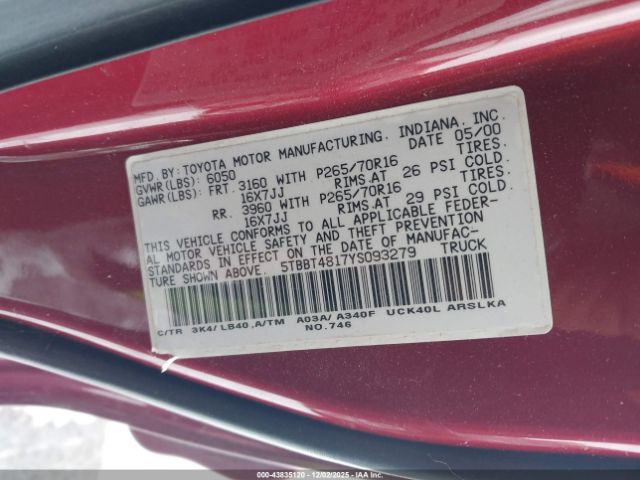 MFD. BY: TOYOTA MOTOR MANUFACTURING. INDIANA, INC.
GVWR(LBS): 6050 DATE 05/00
GAWR(LBS): FRT. 3160 WITH P265/70R16 TIRES.
16X7JJ RIMS.AT 26 PSI COLD.
RR. 3960 WITH P265/70R16 TIRES.
16X7JJ RIMS.AT 29 PSI COLD.
THIS VEHICLE CONFORMS TO ALL APPLICABLE FEDER-
AL MOTOR VEHICLE SAFETY AND THEFT PREVENTION
STANDARDS IN EFFECT ON THE DATE OF MANUFAC-
TURE SHOWN ABOVE. 5TBBT4817YS093279 TRUCK
C/TR 3K4/ LB40 ,A/TM A03A/ A340F UCK40L ARSLKA
NO.746
000-43835120 - 12/02/2025 - IAAI.COM